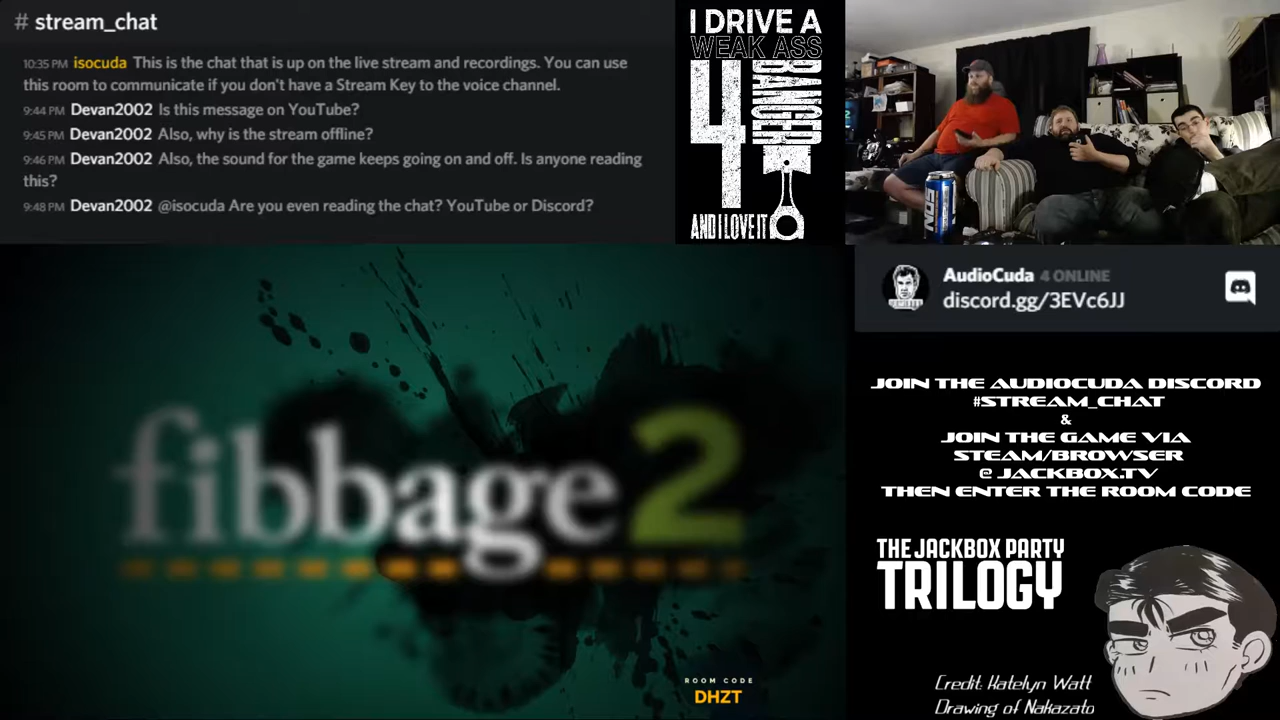 # stream_chat
10:35 PM isocuda This is the chat that is up on the live stream and recordings. You can use
this room to communicate if you don't have a Stream Key to the voice channel.
9:44 PM Devan2002 Is this message on YouTube?
9:45 PM Devan2002 Also, why is the stream offline?
9:46 PM Devan2002 Also, the sound for the game keeps going on and off. Is anyone reading
this?
9:48 PM Devan2002 @isocuda Are you even reading the chat? YouTube or Discord?
I DRIVE A
WEAK ASS
4 BANGER
AND I LOVE IT
AudioCuda 4 ONLINE
discord.gg/3EVc6JJ
JOIN THE AUDIOCUDA DISCORD
#STREAM_CHAT
&
JOIN THE GAME VIA
STEAM/BROWSER
@ JACKBOX.TV
THEN ENTER THE ROOM CODE
fibbage 2
THE JACKBOX PARTY
TRILOGY
ROOM CODE
DHZT
Credit: Katelyn Watt
Drawing of Nakazato